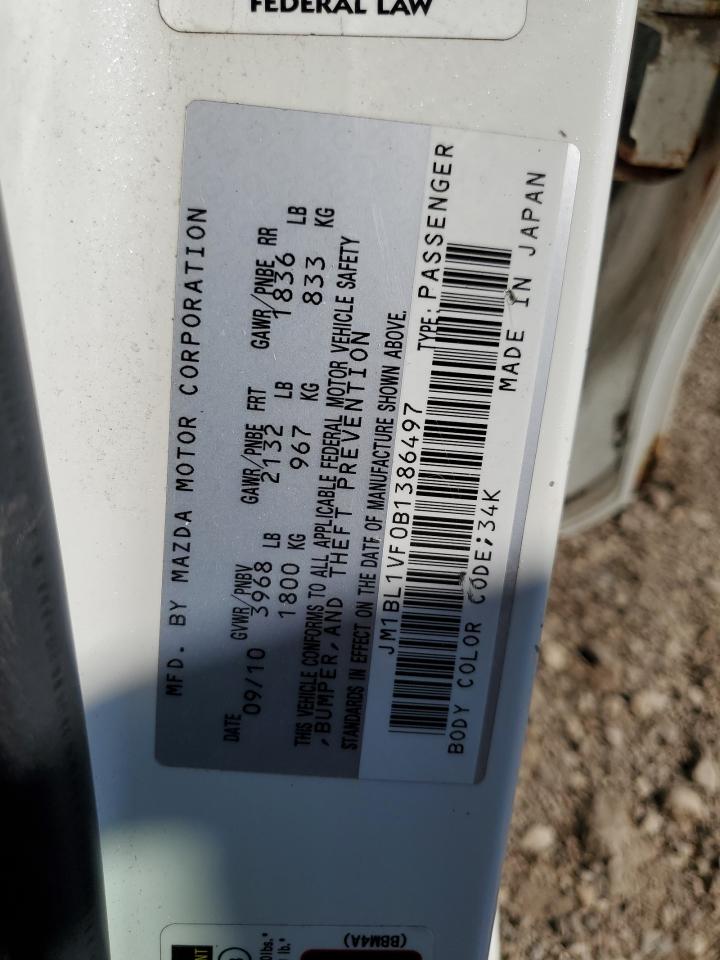 FEDERAL LAW
MFD. BY MAZDA MOTOR CORPORATION
DATE GVWR/PNBV GAWR/PNBE FRT GAWR/PNBE RR
09/10 3968 LB 2132 LB 1836 LB
1800 KG 967 KG 833 KG
THIS VEHICLE CONFORMS TO ALL APPLICABLE FEDERAL MOTOR VEHICLE SAFETY
, BUMPER, AND THEFT PREVENTION
STANDARDS IN EFFECT ON THE DATE OF MANUFACTURE SHOWN ABOVE.
JM1BL1VF0B1386497 TYPE: PASSENGER
BODY COLOR CODE;34K MADE IN JAPAN
(BBM4A)